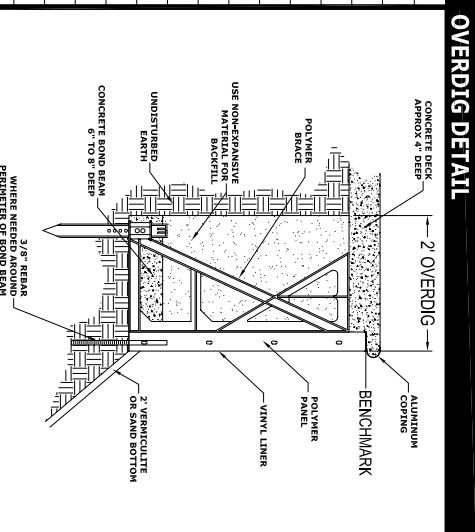 OVERDIG DETAIL
CONCRETE DECK
APPROX 4" DEEP
2' OVERDIG
ALUMINUM
COPING
BENCHMARK
POLYMER
BRACE
USE NON-EXPANSIVE
MATERIAL FOR
BACKFILL
UNDISTURBED
EARTH
CONCRETE BOND BEAM
6" TO 8" DEEP
POLYMER
PANEL
VINYL LINER
2' VERMICULITE
OR SAND BOTTOM
3/8" REBAR
WHERE NEEDED AROUND
PERIMETER OF BOND BEAM